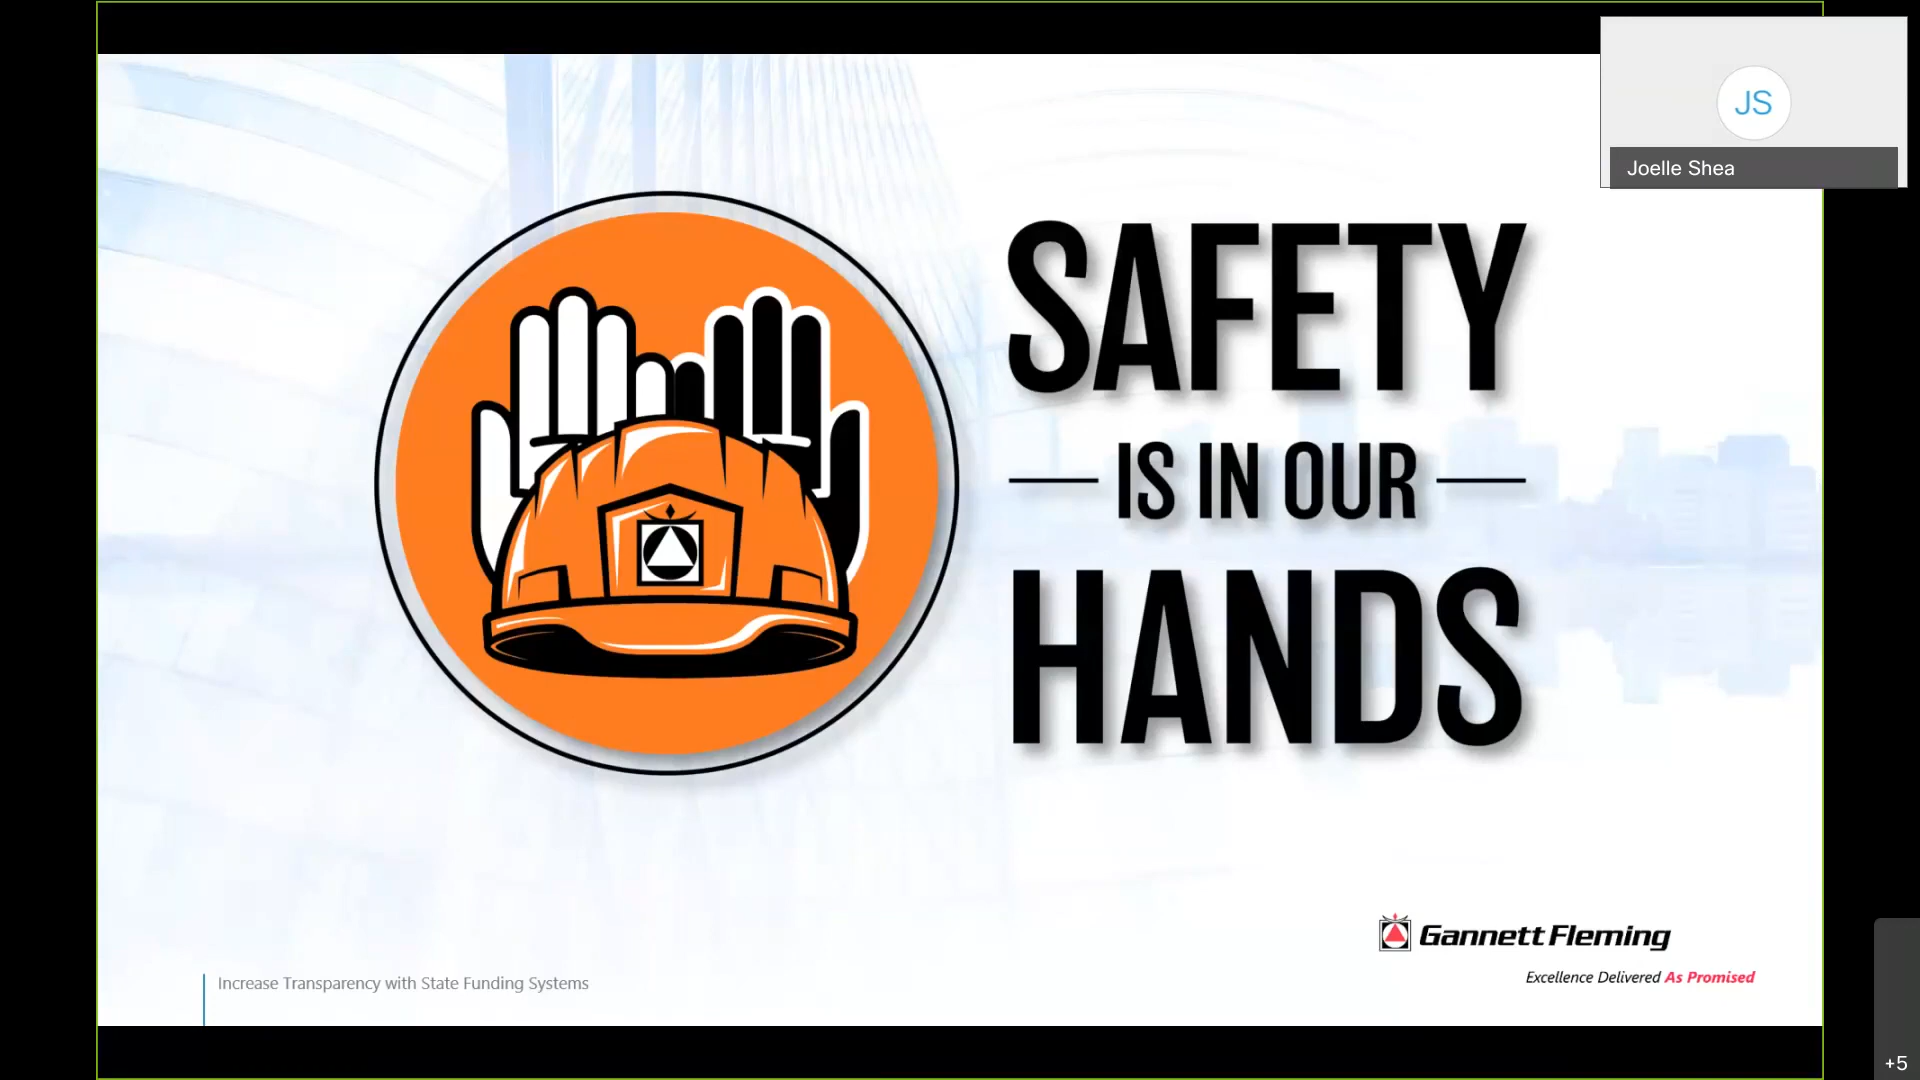 JS
Joelle Shea
SAFETY
IS IN OUR
HANDS
Gannett Fleming
Excellence Delivered As Promised
Increase Transparency with State Funding Systems
+5